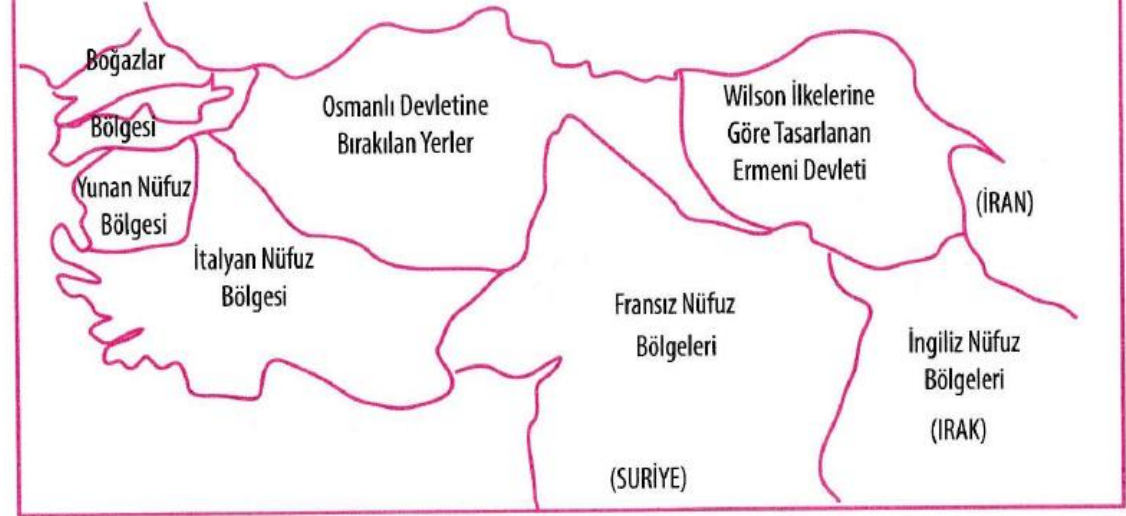 Boğazlar
Bölgesi
Yunan Nüfuz
Bölgesi
İtalyan Nüfuz
Bölgesi
Osmanlı Devletine
Bırakılan Yerler
Wilson İlkelerine
Göre Tasarlanan
Ermeni Devleti
(İRAN)
Fransız Nüfuz
Bölgeleri
İngiliz Nüfuz
Bölgeleri
(IRAK)
(SURİYE)